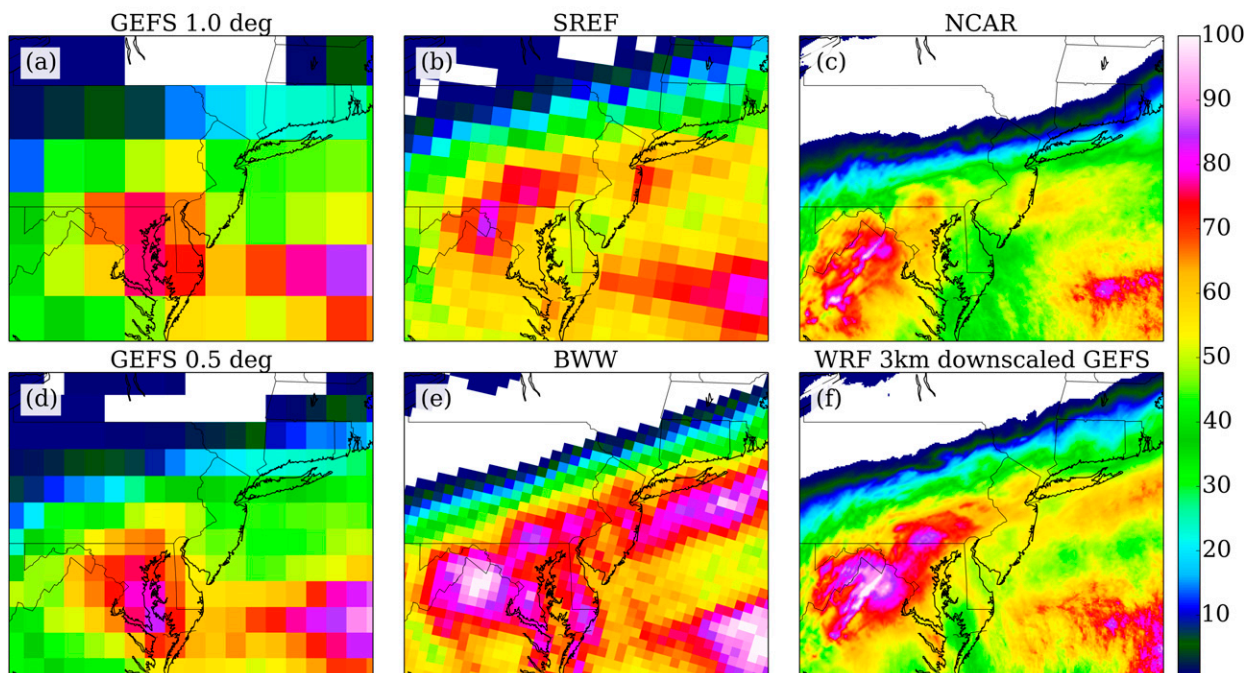 GEFS 1.0 deg
SREF
NCAR
(a)
(b)
(c)
GEFS 0.5 deg
BWW
WRF 3km downscaled GEFS
(d)
(e)
(f)
100
90
80
70
60
50
40
30
20
10